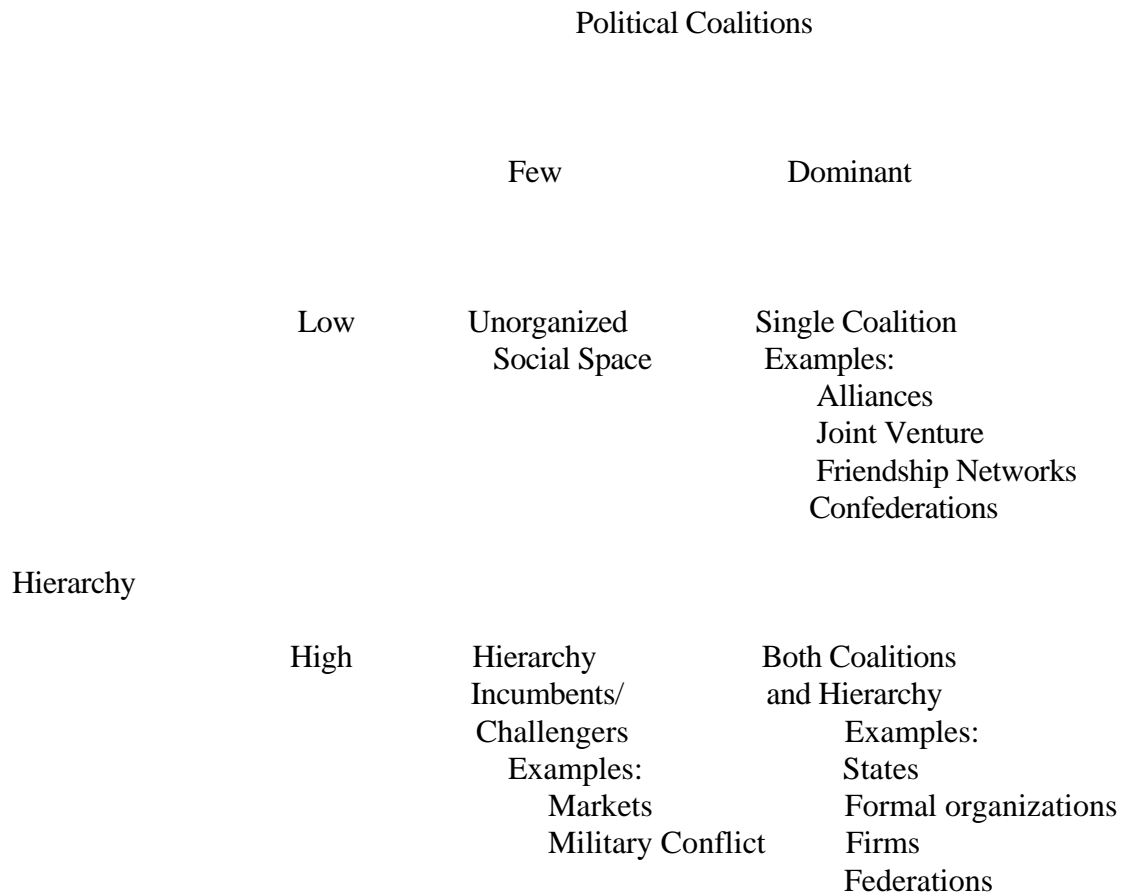 Political Coalitions
Few Dominant
Low Unorganized Single Coalition
Social Space Examples:
Alliances
Joint Venture
Friendship Networks
Confederations
Hierarchy
High Hierarchy Both Coalitions
Incumbents/ and Hierarchy
Challengers Examples:
Examples: States
Markets Formal organizations
Military Conflict Firms
Federations